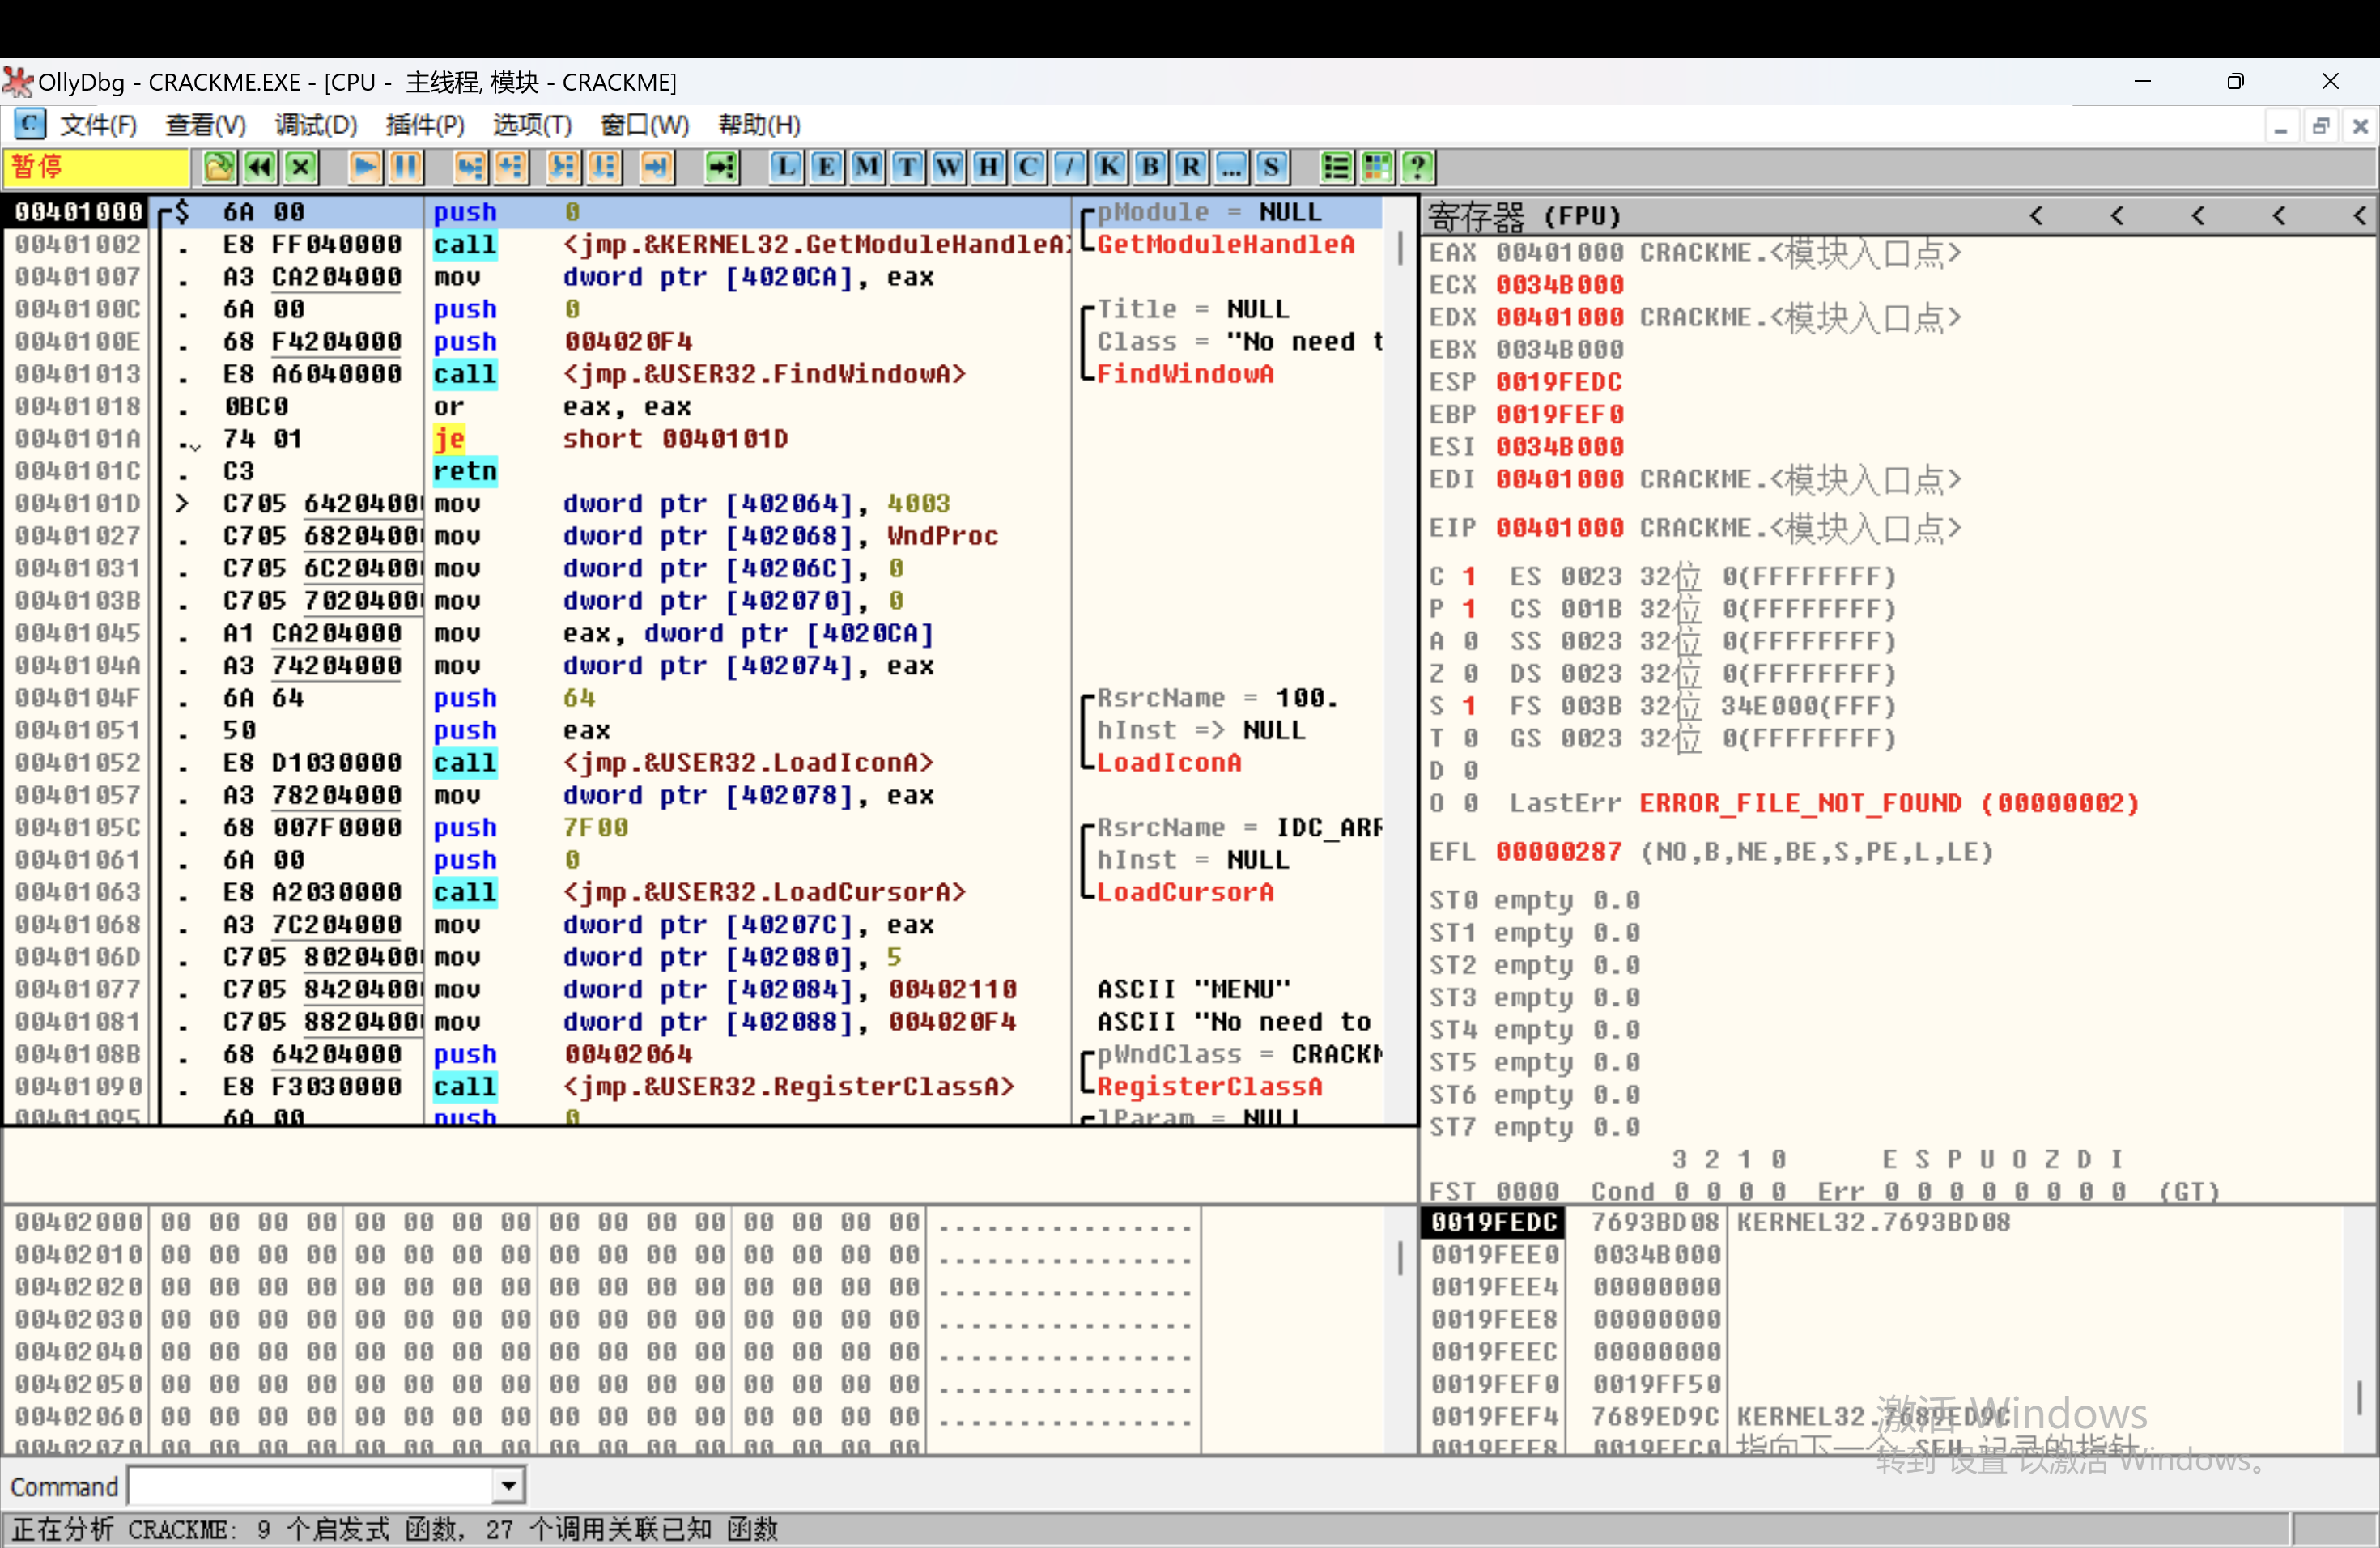 OllyDbg - CRACKME.EXE - [CPU - 主线程, 模块 - CRACKME]
C 文件(F) 查看(V) 调试(D) 插件(P) 选项(T) 窗口(W) 帮助(H)
暂停 L E M T W H C / K B R ... S ?
00401000 $ 6A 00 push 0 pModule = NULL
00401002 . E8 FF040000 call <jmp.&KERNEL32.GetModuleHandleA> GetModuleHandleA
00401007 . A3 CA204000 mov dword ptr [4020CA], eax
0040100C . 6A 00 push 0 Title = NULL
0040100E . 68 F4204000 push 004020F4 Class = "No need t
00401013 . E8 A6040000 call <jmp.&USER32.FindWindowA> FindWindowA
00401018 . 0BC0 or eax, eax
0040101A . 74 01 je short 0040101D
0040101C . C3 retn
0040101D > C705 6420400 mov dword ptr [402064], 4003
00401027 . C705 6820400 mov dword ptr [402068], WndProc
00401031 . C705 6C20400 mov dword ptr [40206C], 0
0040103B . C705 7020400 mov dword ptr [402070], 0
00401045 . A1 CA204000 mov eax, dword ptr [4020CA]
0040104A . A3 74204000 mov dword ptr [402074], eax
0040104F . 6A 64 push 64 RsrcName = 100.
00401051 . 50 push eax hInst => NULL
00401052 . E8 D1030000 call <jmp.&USER32.LoadIconA> LoadIconA
00401057 . A3 78204000 mov dword ptr [402078], eax
0040105C . 68 007F0000 push 7F00 RsrcName = IDC_ARR
00401061 . 6A 00 push 0 hInst = NULL
00401063 . E8 A2030000 call <jmp.&USER32.LoadCursorA> LoadCursorA
00401068 . A3 7C204000 mov dword ptr [40207C], eax
0040106D . C705 8020400 mov dword ptr [402080], 5
00401077 . C705 8420400 mov dword ptr [402084], 00402110 ASCII "MENU"
00401081 . C705 8820400 mov dword ptr [402088], 004020F4 ASCII "No need to
0040108B . 68 64204000 push 00402064 pWndClass = CRACK
00401090 . E8 F3030000 call <jmp.&USER32.RegisterClassA> RegisterClassA
00401095 6A 00 push 0 lParam = NULL
寄存器 (FPU) < < < < <
EAX 00401000 CRACKME.<模块入口点>
ECX 0034B000
EDX 00401000 CRACKME.<模块入口点>
EBX 0034B000
ESP 0019FEDC
EBP 0019FEF0
ESI 0034B000
EDI 00401000 CRACKME.<模块入口点>
EIP 00401000 CRACKME.<模块入口点>
C 1 ES 0023 32位 0(FFFFFFFF)
P 1 CS 001B 32位 0(FFFFFFFF)
A 0 SS 0023 32位 0(FFFFFFFF)
Z 0 DS 0023 32位 0(FFFFFFFF)
S 1 FS 003B 32位 34E000(FFF)
T 0 GS 0023 32位 0(FFFFFFFF)
D 0
O 0 LastErr ERROR_FILE_NOT_FOUND (00000002)
EFL 00000287 (NO,B,NE,BE,S,PE,L,LE)
ST0 empty 0.0
ST1 empty 0.0
ST2 empty 0.0
ST3 empty 0.0
ST4 empty 0.0
ST5 empty 0.0
ST6 empty 0.0
ST7 empty 0.0
3 2 1 0 E S P U O Z D I
FST 0000 Cond 0 0 0 0 Err 0 0 0 0 0 0 0 0 (GT)
00402000 00 00 00 00 00 00 00 00 00 00 00 00 00 00 00 00 ................
00402010 00 00 00 00 00 00 00 00 00 00 00 00 00 00 00 00 ................
00402020 00 00 00 00 00 00 00 00 00 00 00 00 00 00 00 00 ................
00402030 00 00 00 00 00 00 00 00 00 00 00 00 00 00 00 00 ................
00402040 00 00 00 00 00 00 00 00 00 00 00 00 00 00 00 00 ................
00402050 00 00 00 00 00 00 00 00 00 00 00 00 00 00 00 00 ................
00402060 00 00 00 00 00 00 00 00 00 00 00 00 00 00 00 00 ................
00402070 00 00 00 00 00 00 00 00 00 00 00 00 00 00 00 00
0019FEDC 7693BD08 KERNEL32.7693BD08
0019FEE0 0034B000
0019FEE4 00000000
0019FEE8 00000000
0019FEEC 00000000
0019FEF0 0019FF50
0019FEF4 7689ED9C KERNEL32.7689ED9C
0019FEF8 0019FEC0 指向下一个 SEH 记录的指针
激活 Windows
转到"设置"以激活 Windows。
Command
正在分析 CRACKME: 9 个启发式 函数, 27 个调用关联已知 函数